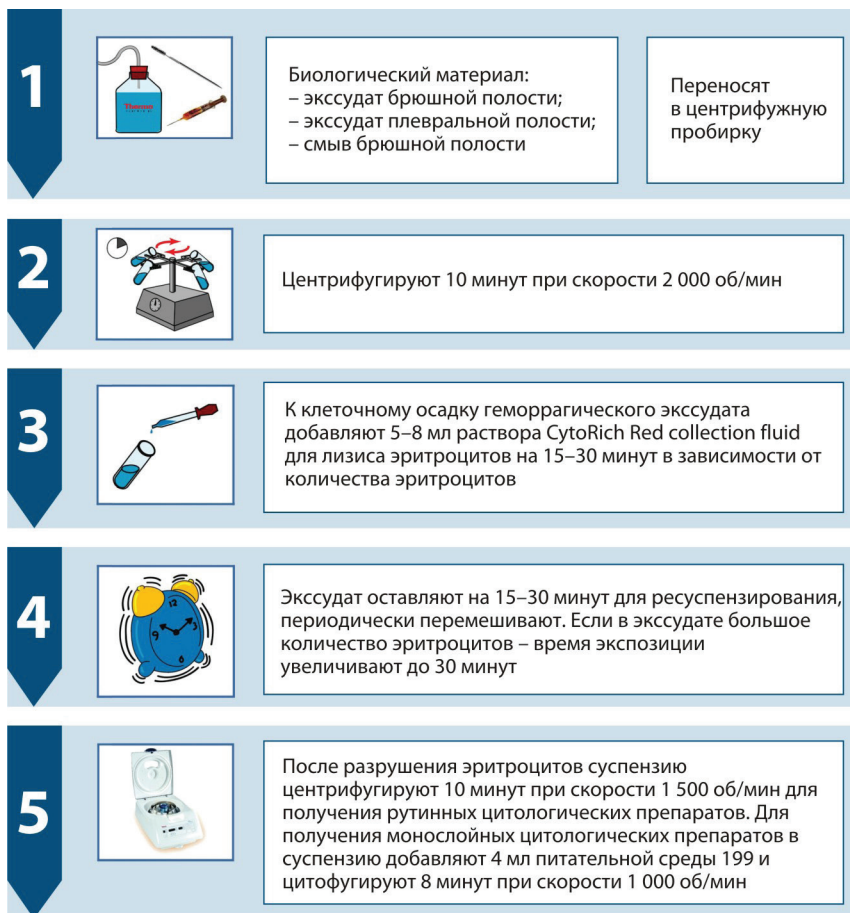 1
Thermo
Биологический материал:
– экссудат брюшной полости;
– экссудат плевральной полости;
– смыв брюшной полости
Переносят
в центрифужную
пробирку
2
Центрифугируют 10 минут при скорости 2 000 об/мин
3
К клеточному осадку геморрагического экссудата
добавляют 5–8 мл раствора CytoRich Red collection fluid
для лизиса эритроцитов на 15–30 минут в зависимости от
количества эритроцитов
4
12
9
3
6
Экссудат оставляют на 15–30 минут для ресуспензирования,
периодически перемешивают. Если в экссудате большое
количество эритроцитов – время экспозиции
увеличивают до 30 минут
5
После разрушения эритроцитов суспензию
центрифугируют 10 минут при скорости 1 500 об/мин для
получения рутинных цитологических препаратов. Для
получения монослойных цитологических препаратов в
суспензию добавляют 4 мл питательной среды 199 и
цитофугируют 8 минут при скорости 1 000 об/мин